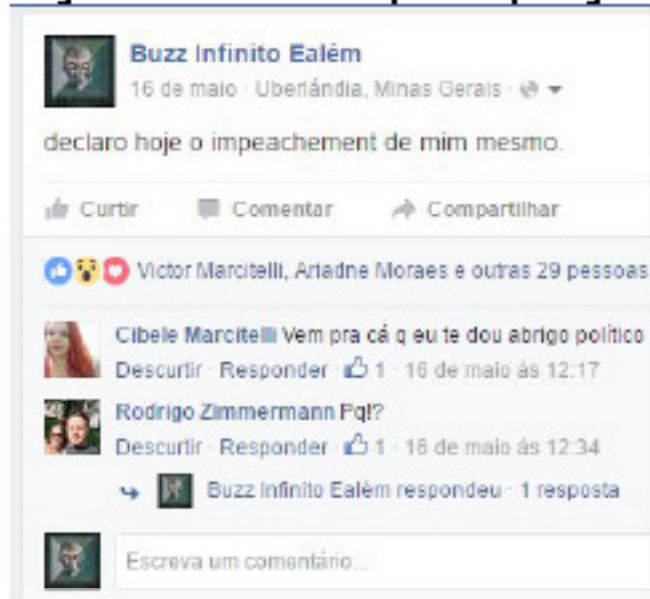 Buzz Infinito Ealém
16 de maio · Uberlândia, Minas Gerais ·
declaro hoje o impeachement de mim mesmo.
Curtir Comentar Compartilhar
Victor Marcitelli, Ariadne Moraes e outras 29 pessoas
Cibele Marcitelli Vem pra cá q eu te dou abrigo político
Descurtir · Responder · 1 · 16 de maio às 12:17
Rodrigo Zimmermann Pq!?
Descurtir · Responder · 1 · 16 de maio às 12:34
Buzz Infinito Ealém respondeu · 1 resposta
Escreva um comentário...